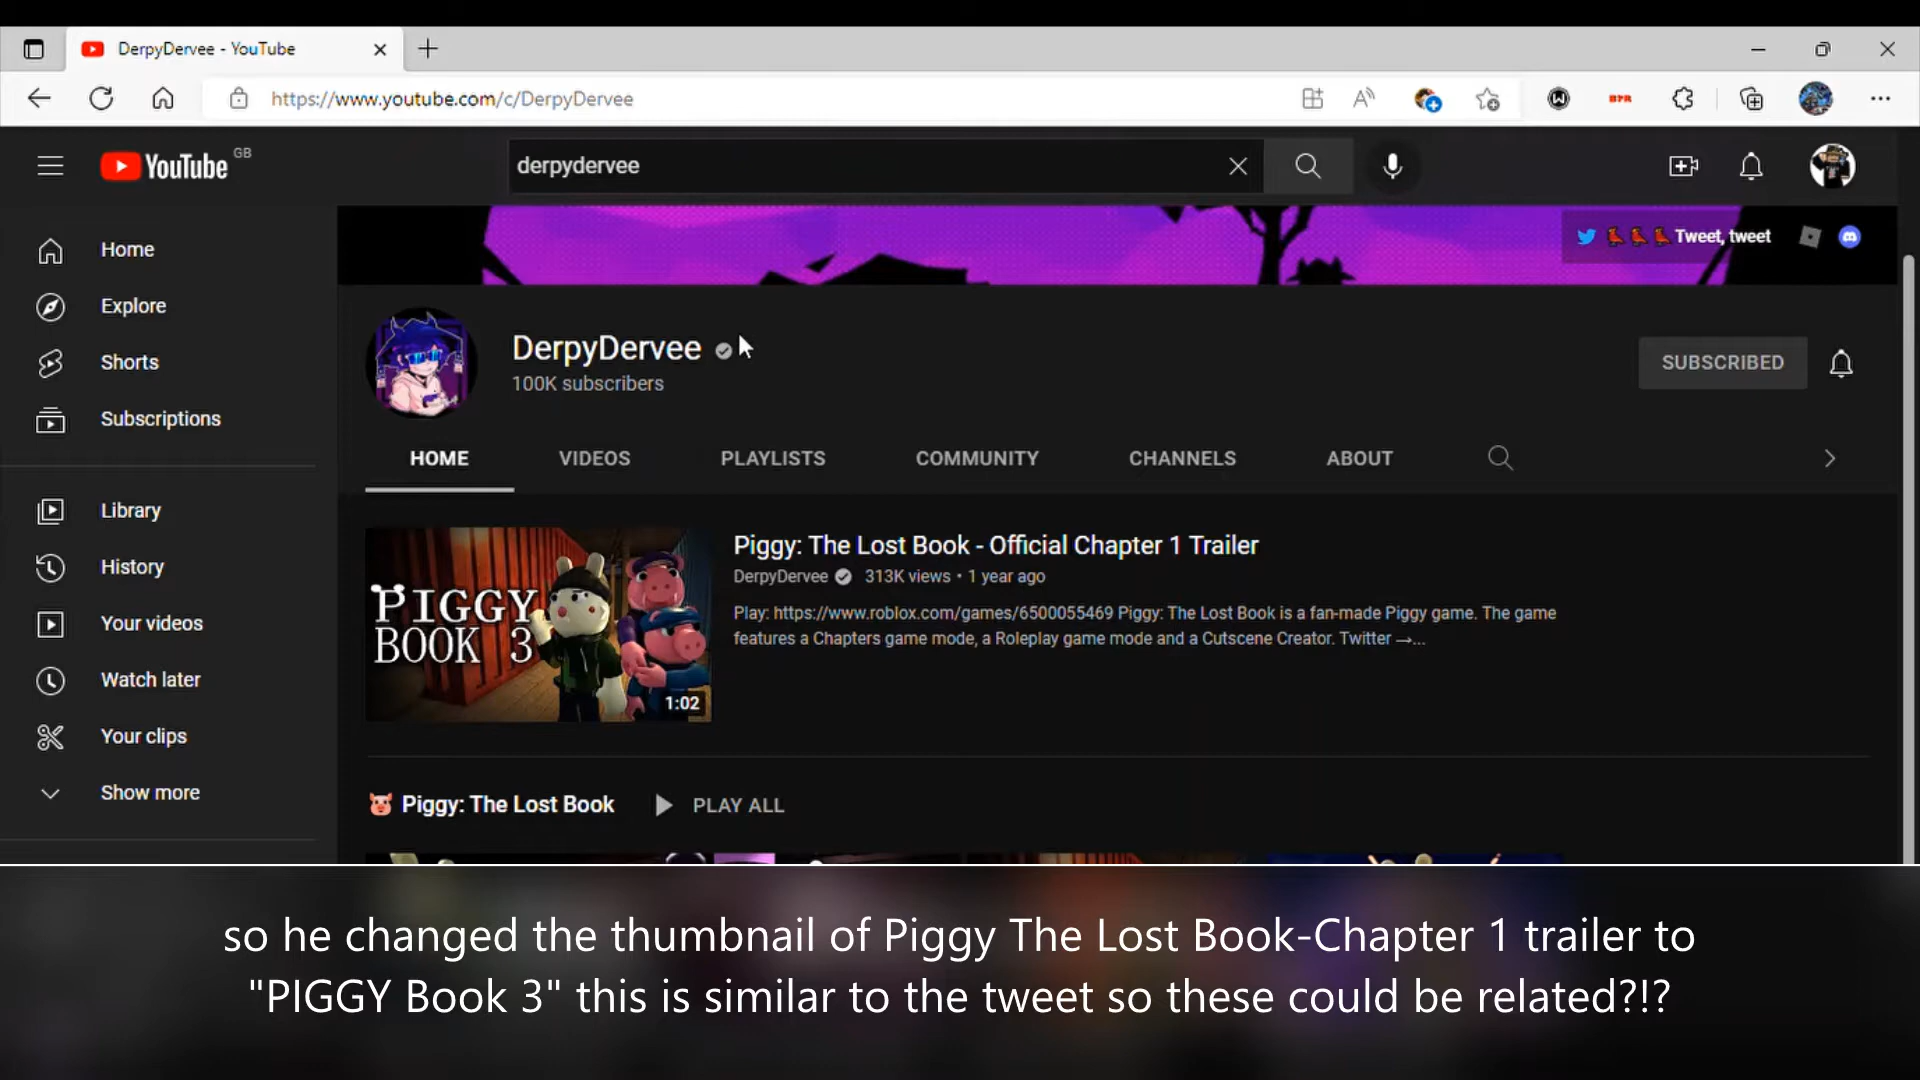 DerpyDervee - YouTube
https://www.youtube.com/c/DerpyDervee
BTR
YouTube GB
derpydervee
Tweet, tweet
Home
Explore
Shorts
Subscriptions
Library
History
Your videos
Watch later
Your clips
Show more
DerpyDervee
100K subscribers
SUBSCRIBED
HOME VIDEOS PLAYLISTS COMMUNITY CHANNELS ABOUT
PIGGY
BOOK 3
1:02
Piggy: The Lost Book - Official Chapter 1 Trailer
DerpyDervee 313K views • 1 year ago
Play: https://www.roblox.com/games/6500055469 Piggy: The Lost Book is a fan-made Piggy game. The game
features a Chapters game mode, a Roleplay game mode and a Cutscene Creator. Twitter →...
Piggy: The Lost Book PLAY ALL
so he changed the thumbnail of Piggy The Lost Book-Chapter 1 trailer to
"PIGGY Book 3" this is similar to the tweet so these could be related?!?